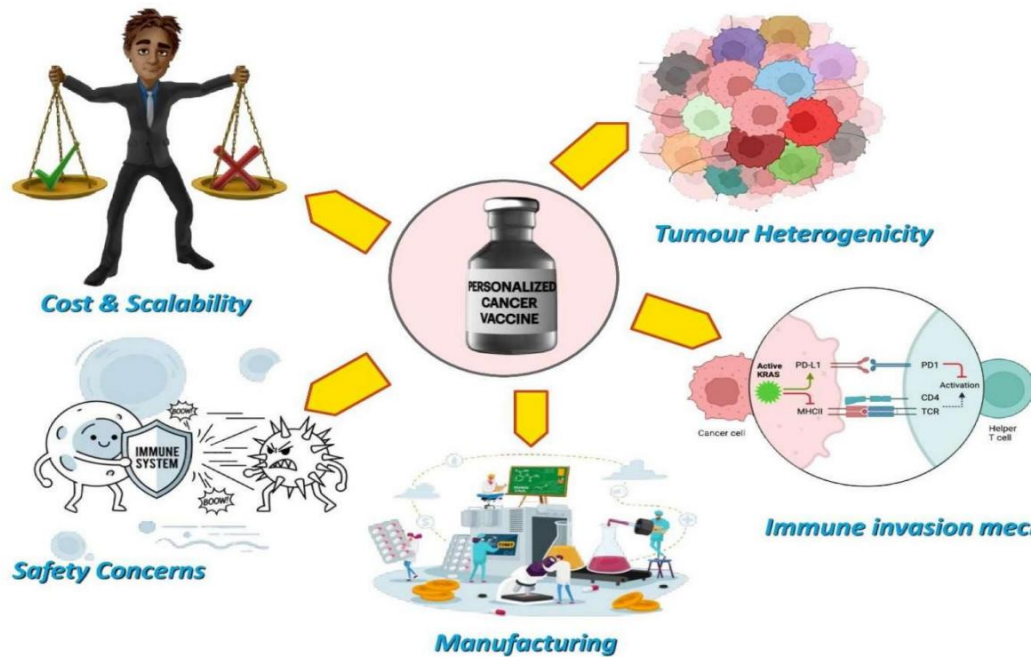 PERSONALIZED
CANCER
VACCINE
Cost & Scalability
Tumour Heterogenicity
Active
KRAS
PD-L1
PD1
Activation
MHCII
CD4
TCR
Cancer cell
Helper
T cell
Immune invasion mec
BOOM!
IMMUNE
SYSTEM
BOOM!
Safety Concerns
Manufacturing